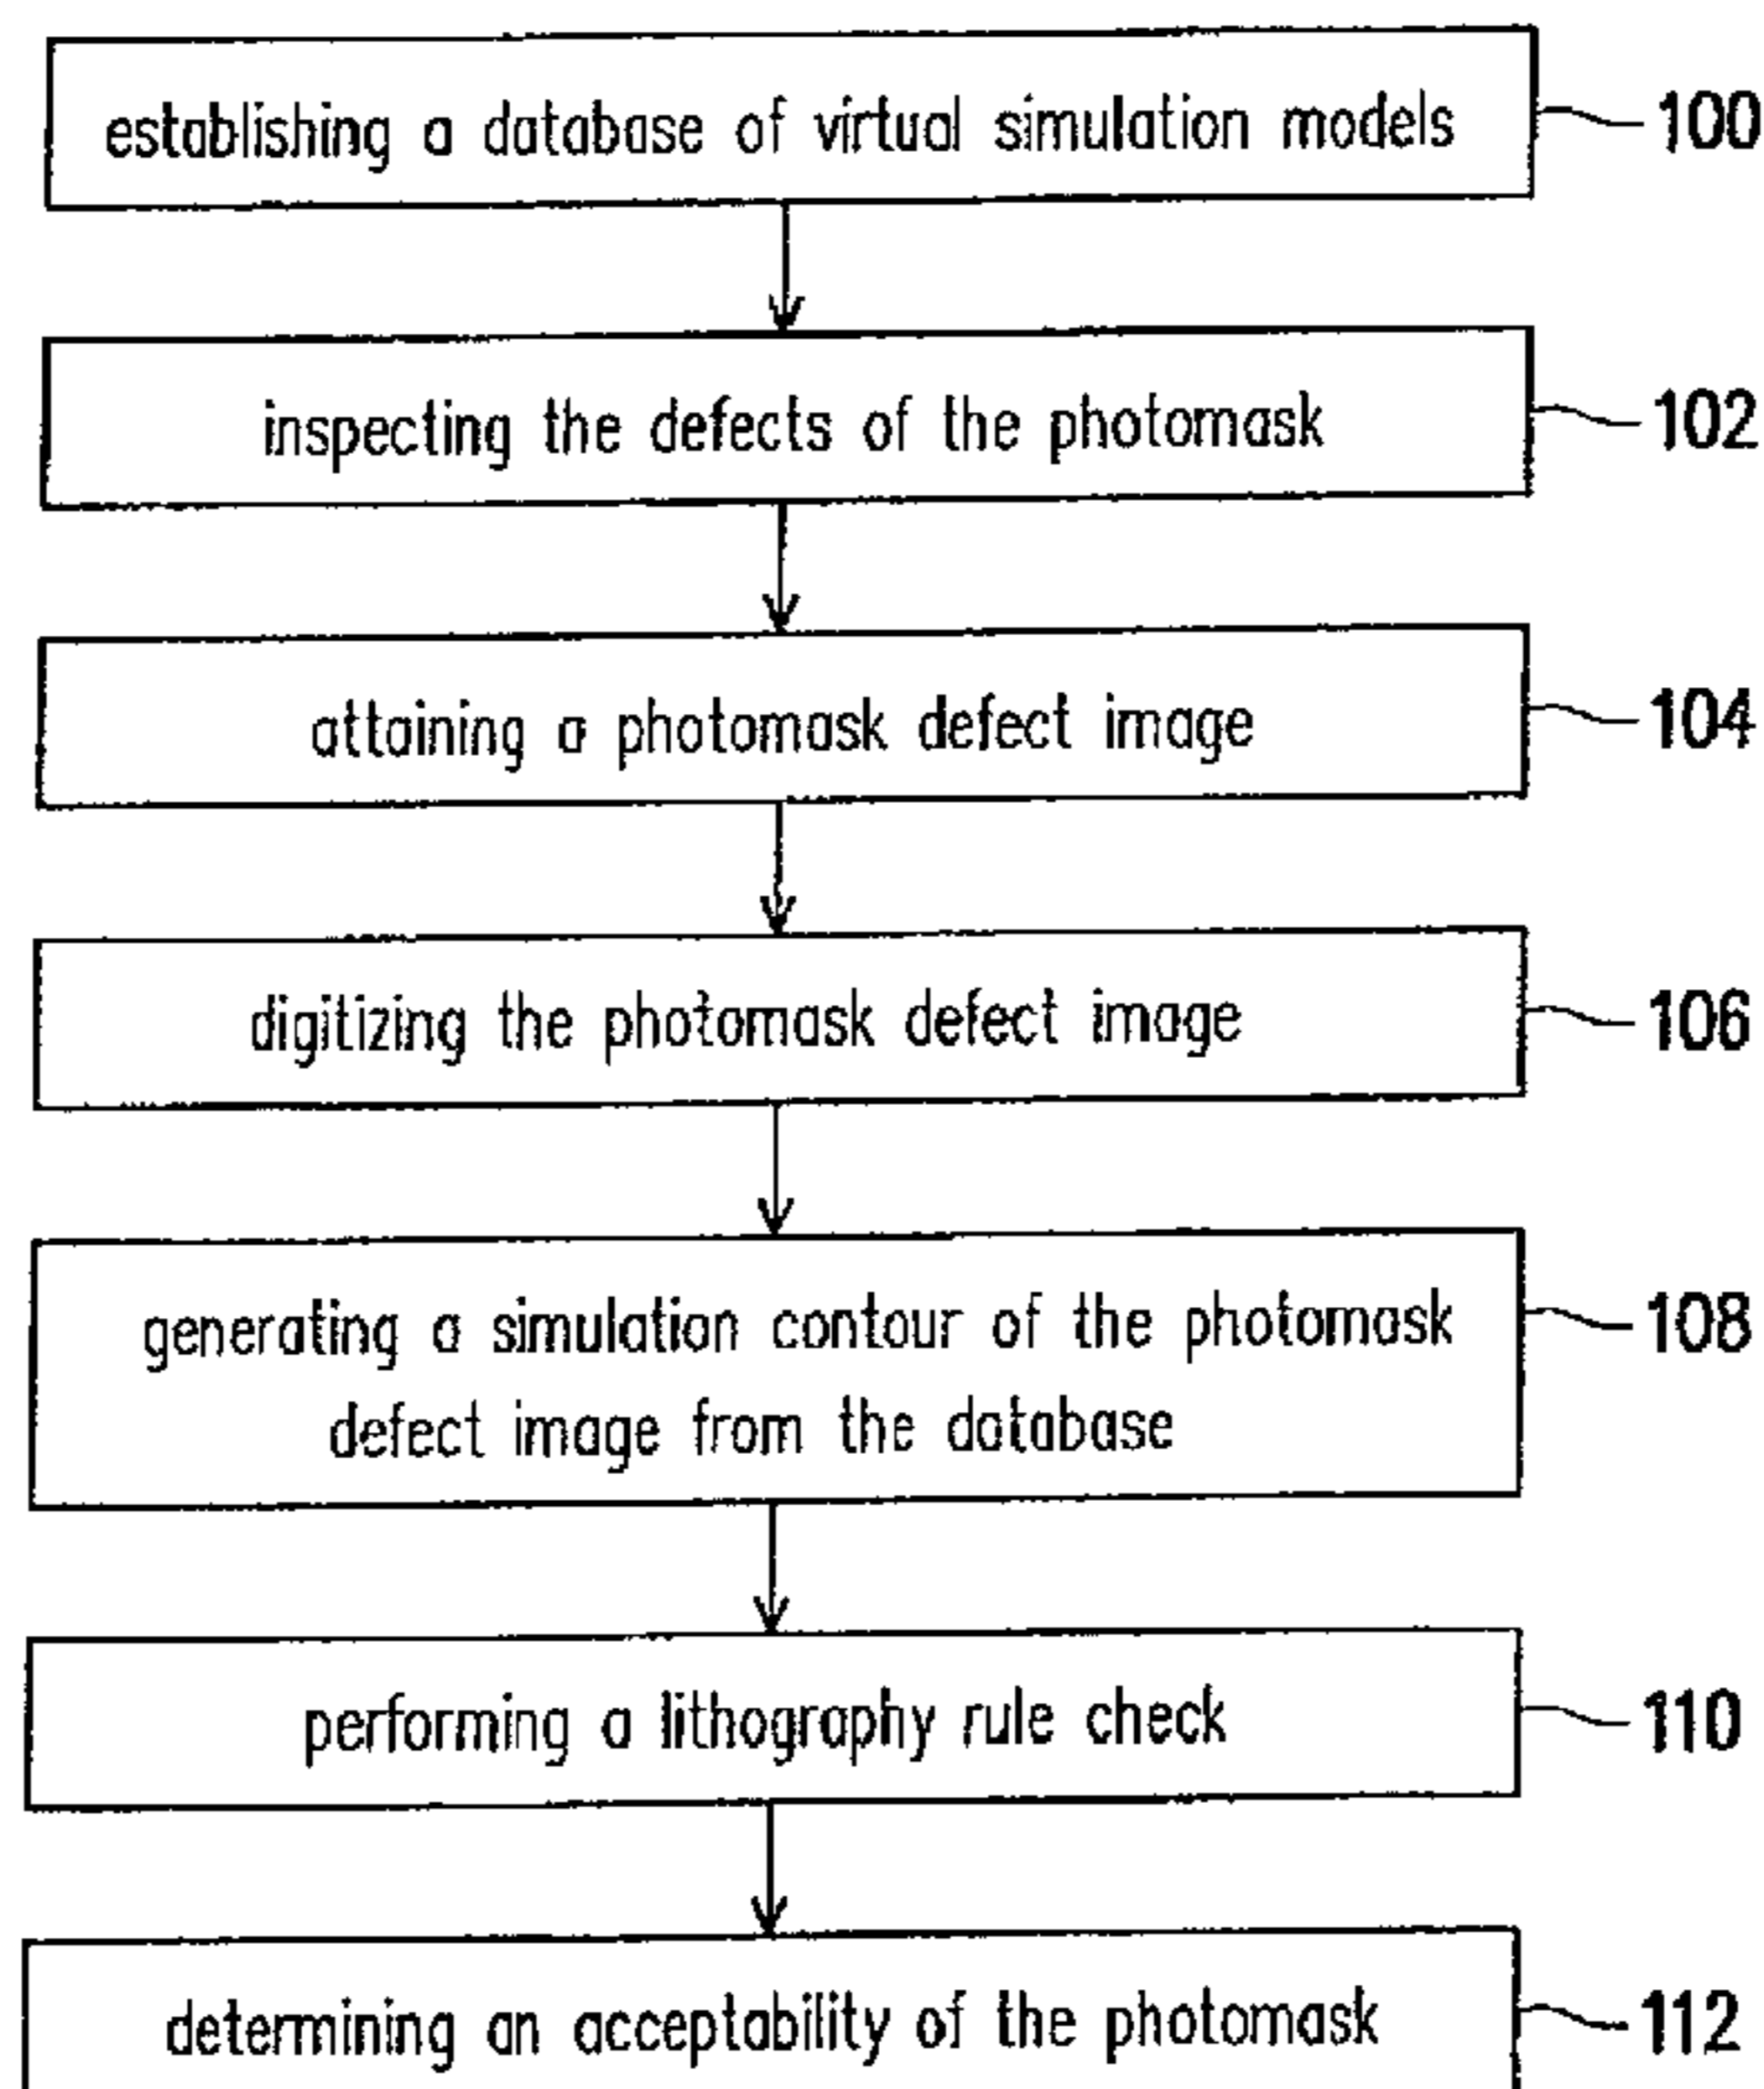 establishing a database of virtual simulation models 100
inspecting the defects of the photomask 102
attaining a photomask defect image 104
digitizing the photomask defect image 106
generating a simulation contour of the photomask 108
defect image from the database
performing a lithography rule check 110
determining an acceptability of the photomask 112